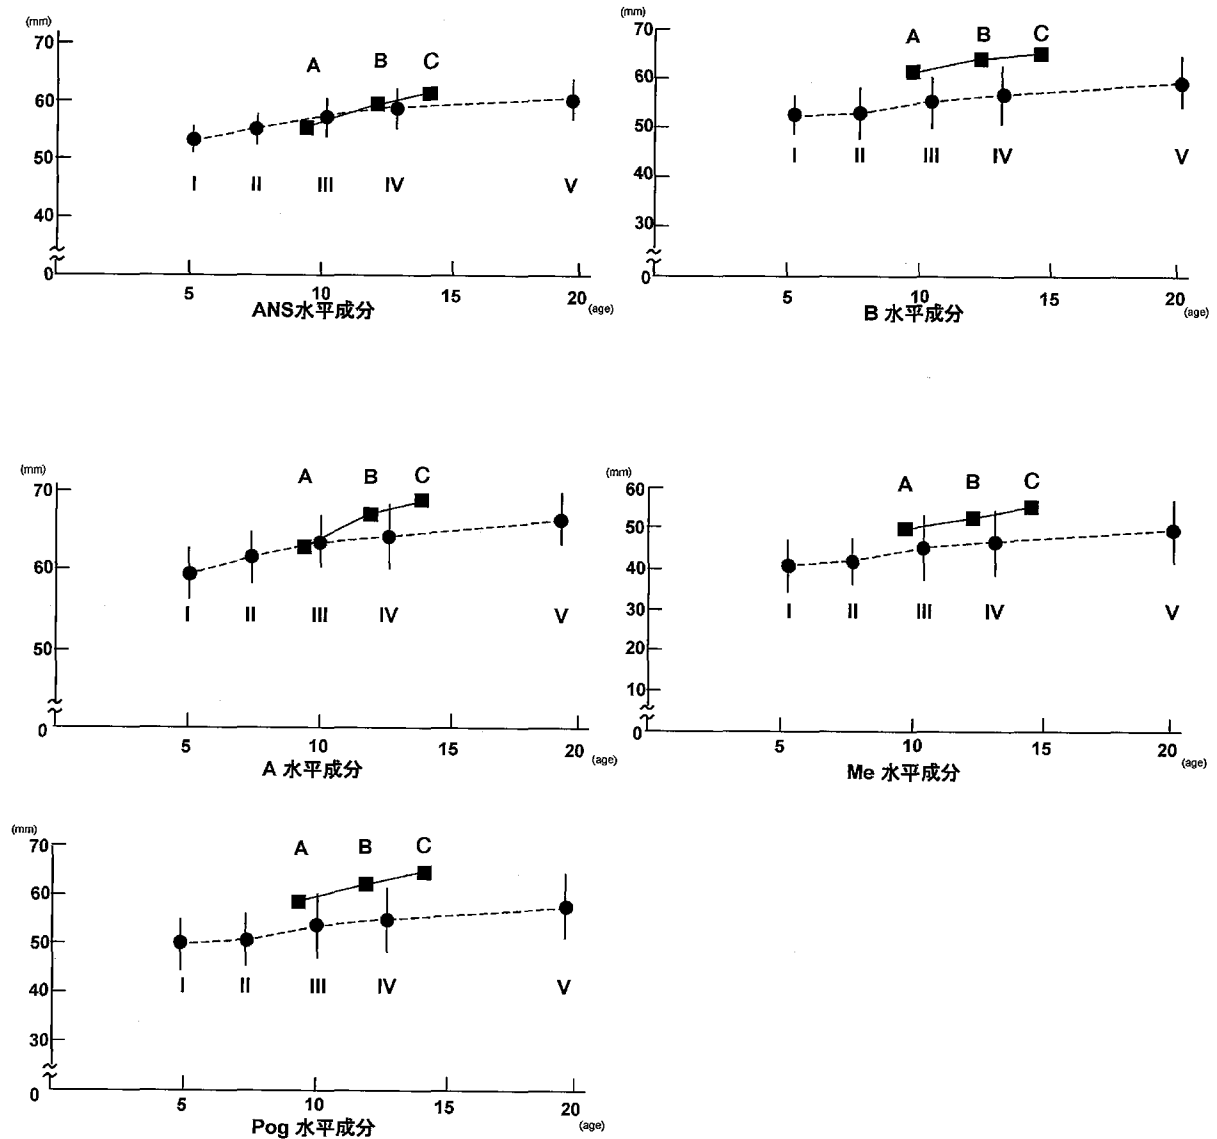 (mm)
70
60
50
40
0
A
B
C
I
II
III
IV
V
5
10
15
20
(age)
ANS水平成分
(mm)
70
60
50
40
30
0
A
B
C
I
II
III
IV
V
5
10
15
20
(age)
B 水平成分
(mm)
70
60
50
0
A
B
C
I
II
III
IV
V
5
10
15
20
(age)
A 水平成分
(mm)
60
50
40
30
20
10
0
A
B
C
I
II
III
IV
V
5
10
15
20
(age)
Me 水平成分
(mm)
70
60
50
40
30
0
A
B
C
I
II
III
IV
V
5
10
15
20
(age)
Pog 水平成分